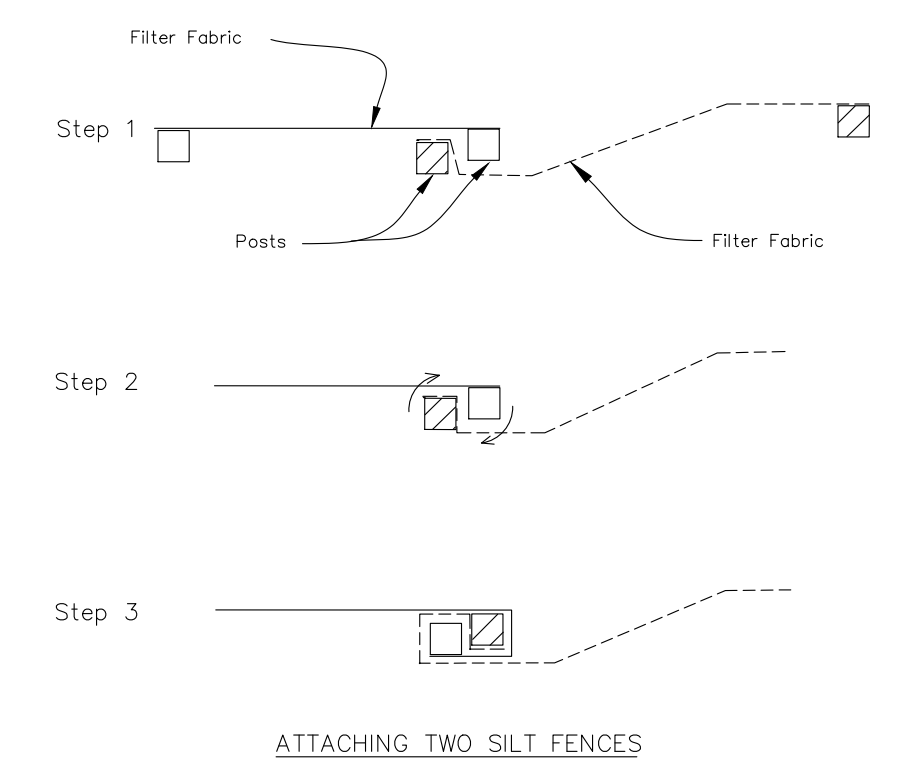 Filter Fabric
Step 1
Posts
Filter Fabric
Step 2
Step 3
ATTACHING TWO SILT FENCES